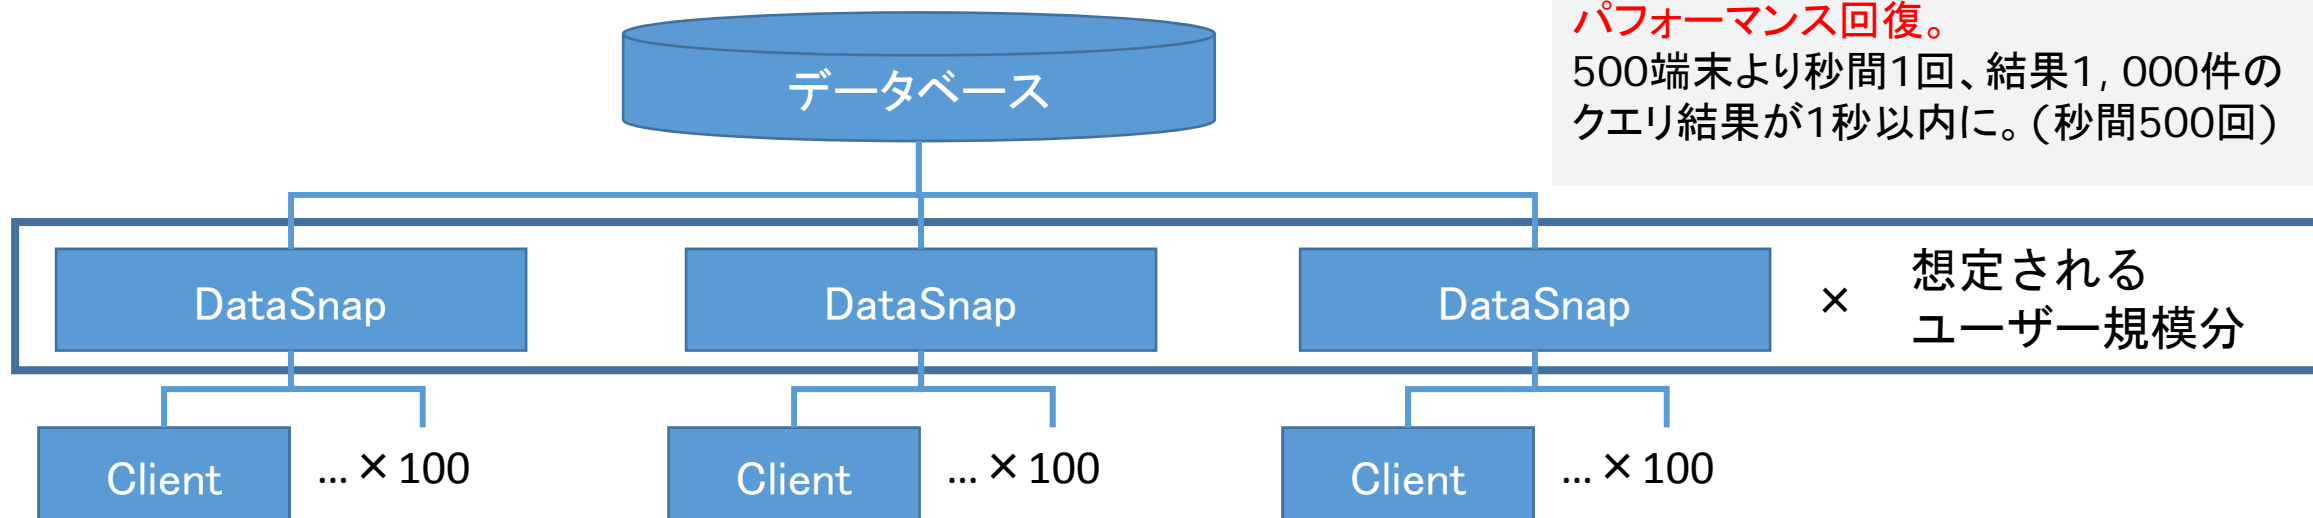 パフォーマンス回復。
500端末より秒間1回、結果1,000件の
クエリ結果が1秒以内に。(秒間500回)
データベース
DataSnap
DataSnap
DataSnap
×
想定される
ユーザー規模分
Client
…×100
Client
…×100
Client
…×100